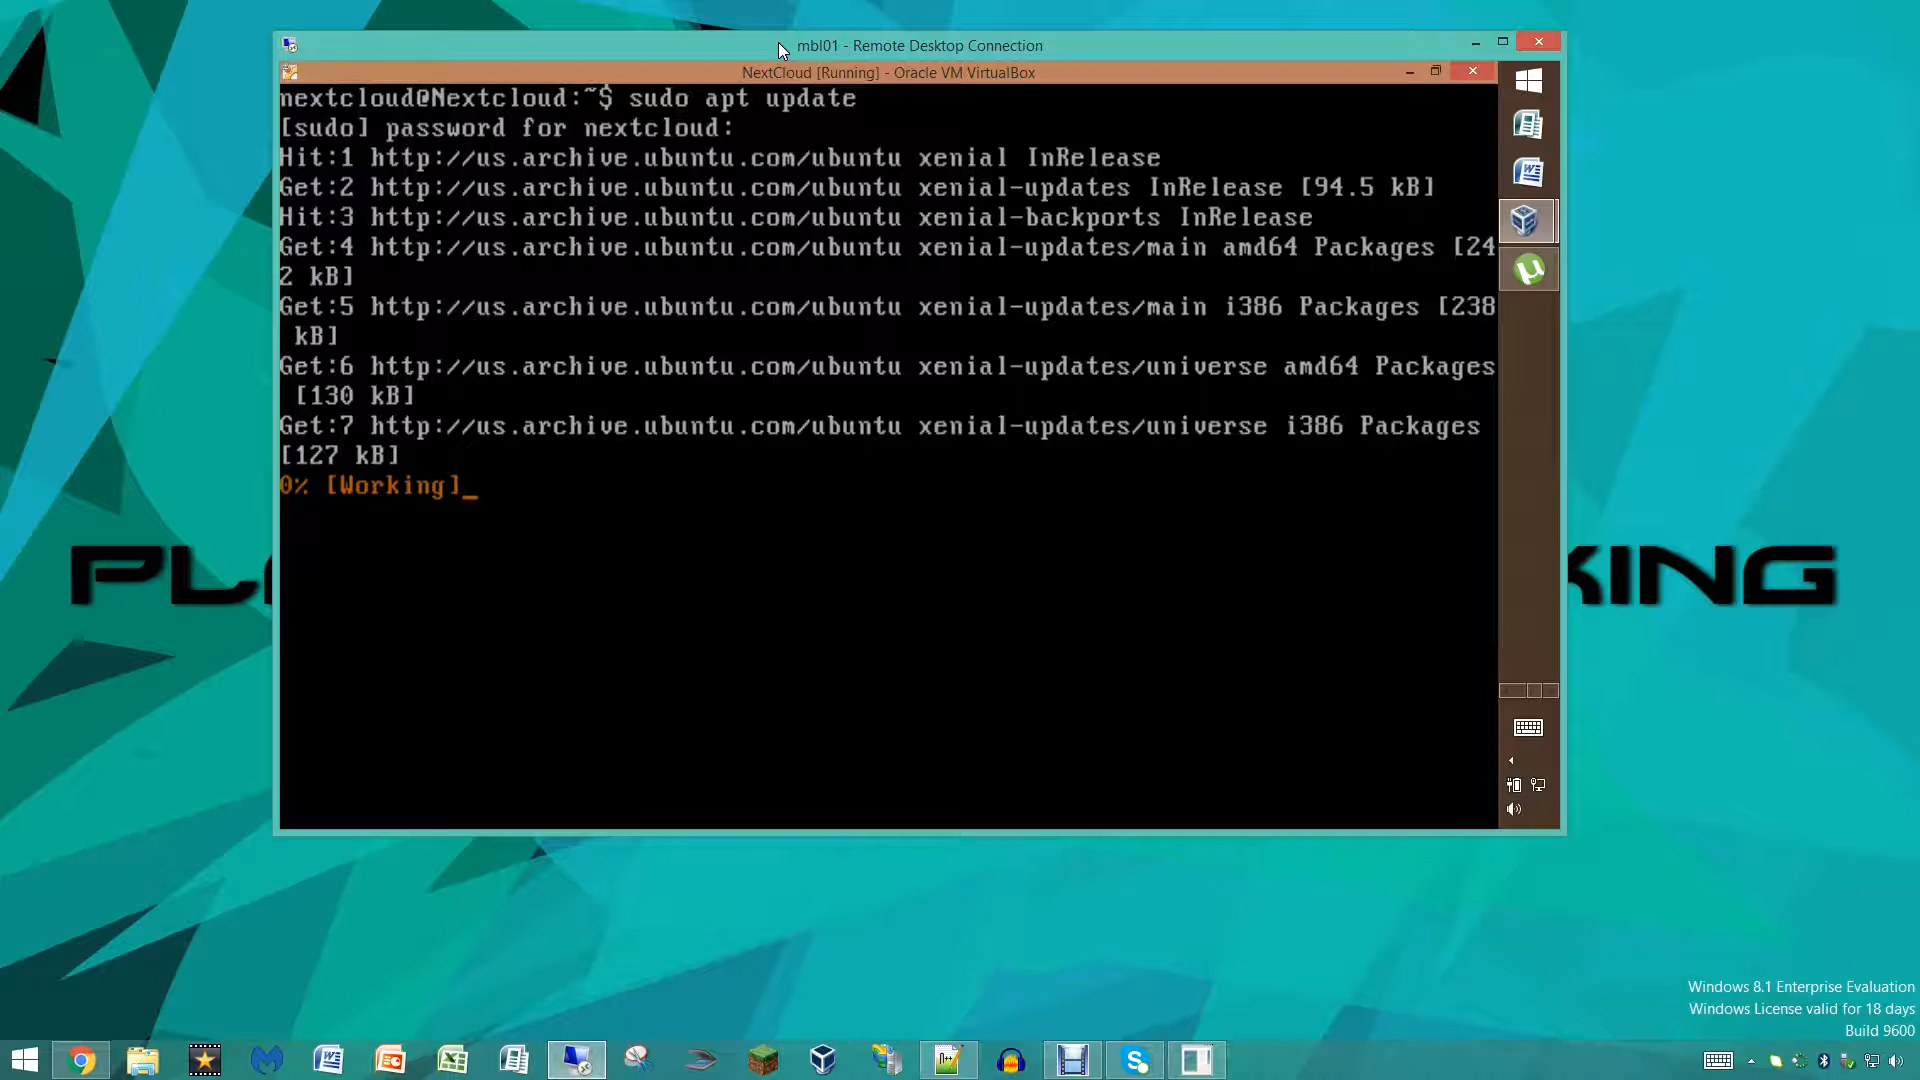 mbl01 - Remote Desktop Connection
NextCloud [Running] - Oracle VM VirtualBox
nextcloud@Nextcloud:~$ sudo apt update
[sudo] password for nextcloud:
Hit:1 http://us.archive.ubuntu.com/ubuntu xenial InRelease
Get:2 http://us.archive.ubuntu.com/ubuntu xenial-updates InRelease [94.5 kB]
Hit:3 http://us.archive.ubuntu.com/ubuntu xenial-backports InRelease
Get:4 http://us.archive.ubuntu.com/ubuntu xenial-updates/main amd64 Packages [24
2 kB]
Get:5 http://us.archive.ubuntu.com/ubuntu xenial-updates/main i386 Packages [238
kB]
Get:6 http://us.archive.ubuntu.com/ubuntu xenial-updates/universe amd64 Packages
[130 kB]
Get:7 http://us.archive.ubuntu.com/ubuntu xenial-updates/universe i386 Packages
[127 kB]
0% [Working]_
Windows 8.1 Enterprise Evaluation
Windows License valid for 18 days
Build 9600